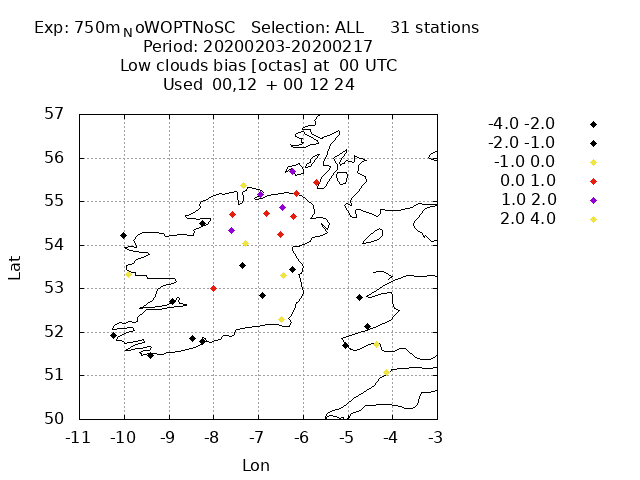 Exp: 750m_NoWOPTNoSC Selection: ALL 31 stations
Period: 20200203-20200217
Low clouds bias [octas] at 00 UTC
Used 00,12 + 00 12 24
57
56
55
54
53
52
51
50
Lat
-11 -10 -9 -8 -7 -6 -5 -4 -3
Lon
-4.0 -2.0
-2.0 -1.0
-1.0 0.0
0.0 1.0
1.0 2.0
2.0 4.0